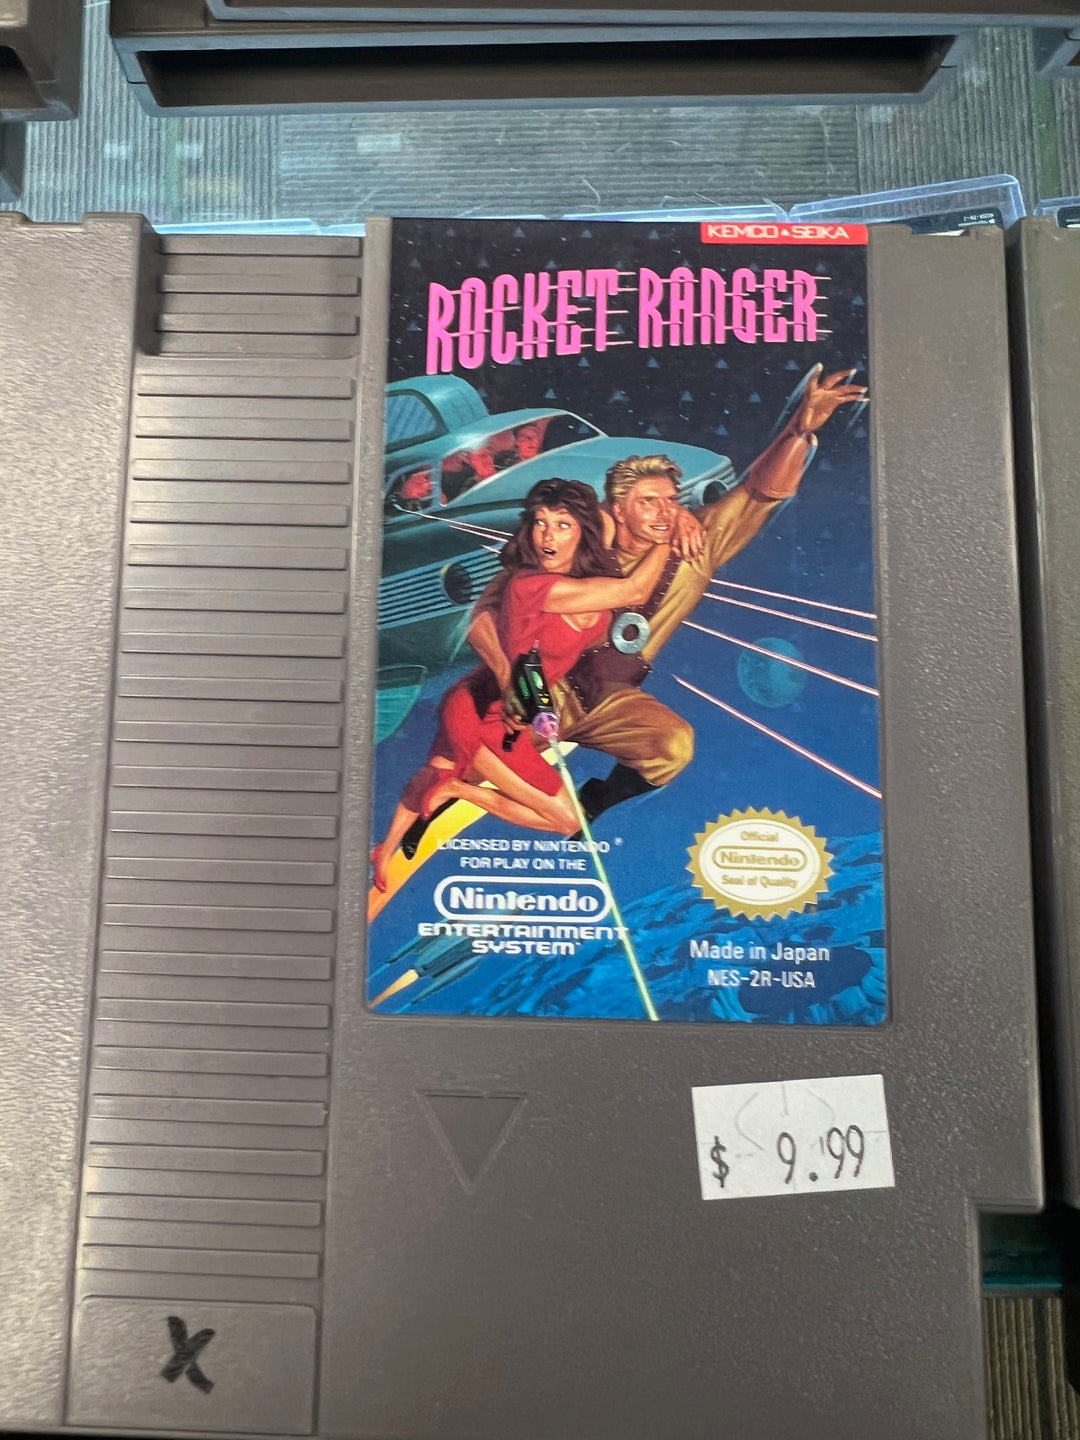 KEMCO▲SEIKA
ROCKET RANGER
LICENSED BY NINTENDO ®
FOR PLAY ON THE
Nintendo
ENTERTAINMENT
SYSTEM™
Official
Nintendo
Seal of Quality
Made in Japan
NES-2R-USA
$ 9.99
X